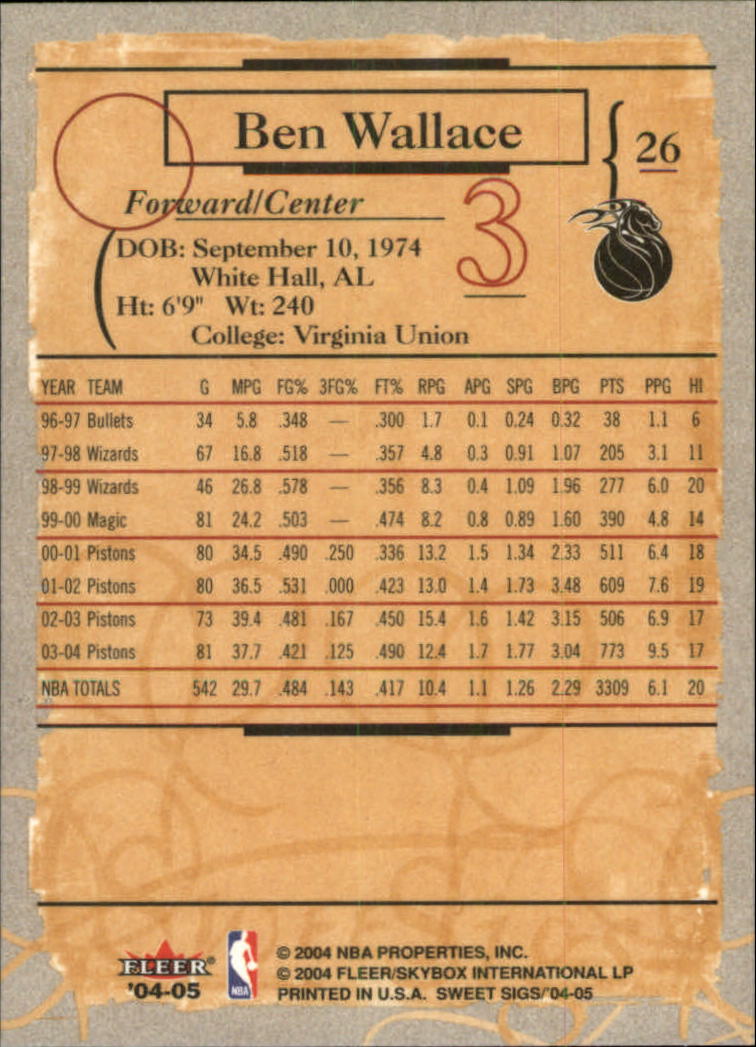 Ben Wallace
26
Forward/Center
3
DOB: September 10, 1974
White Hall, AL
Ht: 6'9" Wt: 240
College: Virginia Union
YEAR TEAM G MPG FG% 3FG% FT% RPG APG SPG BPG PTS PPG HI
96-97 Bullets 34 5.8 .348 — .300 1.7 0.1 0.24 0.32 38 1.1 6
97-98 Wizards 67 16.8 .518 — .357 4.8 0.3 0.91 1.07 205 3.1 11
98-99 Wizards 46 26.8 .578 — .356 8.3 0.4 1.09 1.96 277 6.0 20
99-00 Magic 81 24.2 .503 — .474 8.2 0.8 0.89 1.60 390 4.8 14
00-01 Pistons 80 34.5 .490 .250 .336 13.2 1.5 1.34 2.33 511 6.4 18
01-02 Pistons 80 36.5 .531 .000 .423 13.0 1.4 1.73 3.48 609 7.6 19
02-03 Pistons 73 39.4 .481 .167 .450 15.4 1.6 1.42 3.15 506 6.9 17
03-04 Pistons 81 37.7 .421 .125 .490 12.4 1.7 1.77 3.04 773 9.5 17
NBA TOTALS 542 29.7 .484 .143 .417 10.4 1.1 1.26 2.29 3309 6.1 20
FLEER®
'04-05
NBA
© 2004 NBA PROPERTIES, INC.
© 2004 FLEER/SKYBOX INTERNATIONAL LP
PRINTED IN U.S.A. SWEET SIGS/'04-05